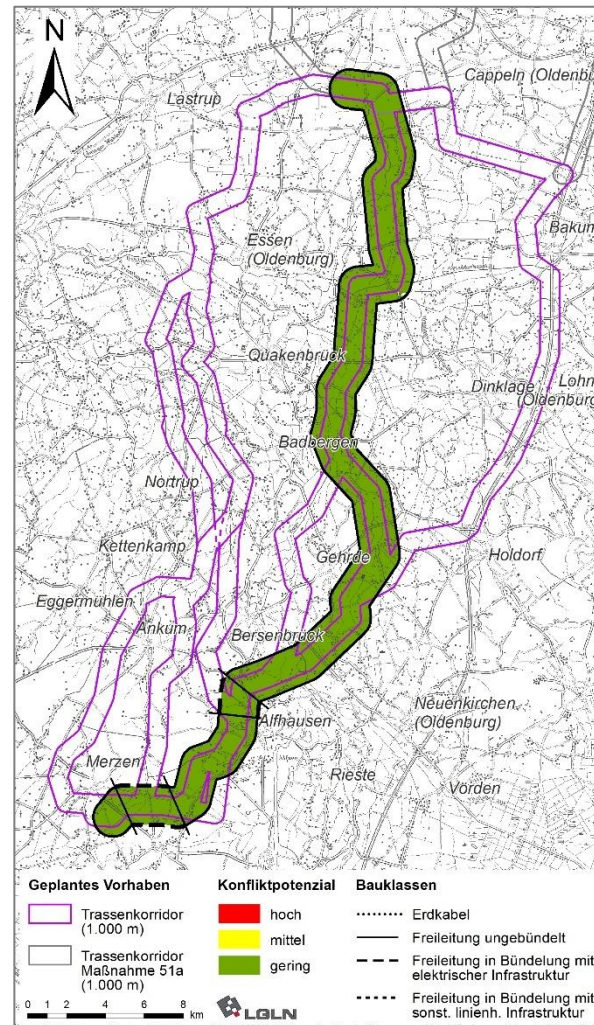 N
Cappeln (Oldenbu
Lastrup
Bakum
Essen
(Oldenburg)
Quakenbrück
Lohn
Dinklage
(Oldenburg
Badbergen
Nortrup
Kettenkamp
Gehrde
Holdorf
Eggermühlen
Ankum
Bersenbrück
Neuenkirchen
(Oldenburg)
Alfhausen
Merzen
Rieste
Vörden
Geplantes Vorhaben
Trassenkorridor
(1.000 m)
Trassenkorridor
Maßnahme 51a
(1.000 m)
0 1 2 4 6 8
km
Konfliktpotenzial
hoch
mittel
gering
LGLN
Bauklassen
Erdkabel
Freileitung ungebündelt
Freileitung in Bündelung mit
elektrischer Infrastruktur
Freileitung in Bündelung mit
sonst. linienh. Infrastruktur